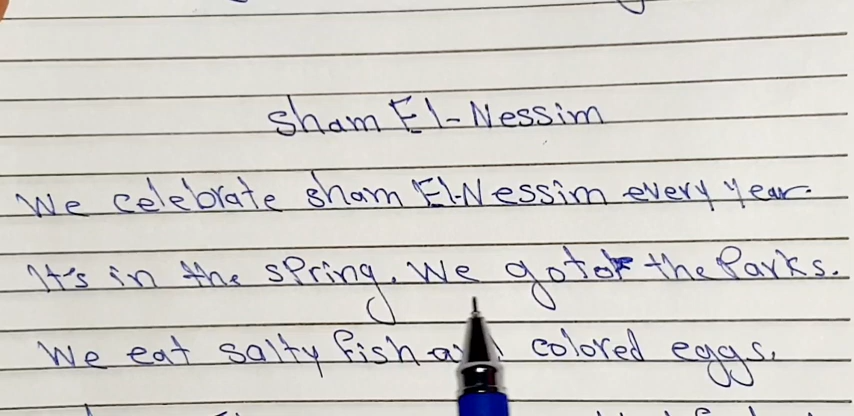 sham El-Nessim
We celebrate sham El-Nessim every year.
It's in the spring. We go to the Parks.
We eat salty fish colored eggs.